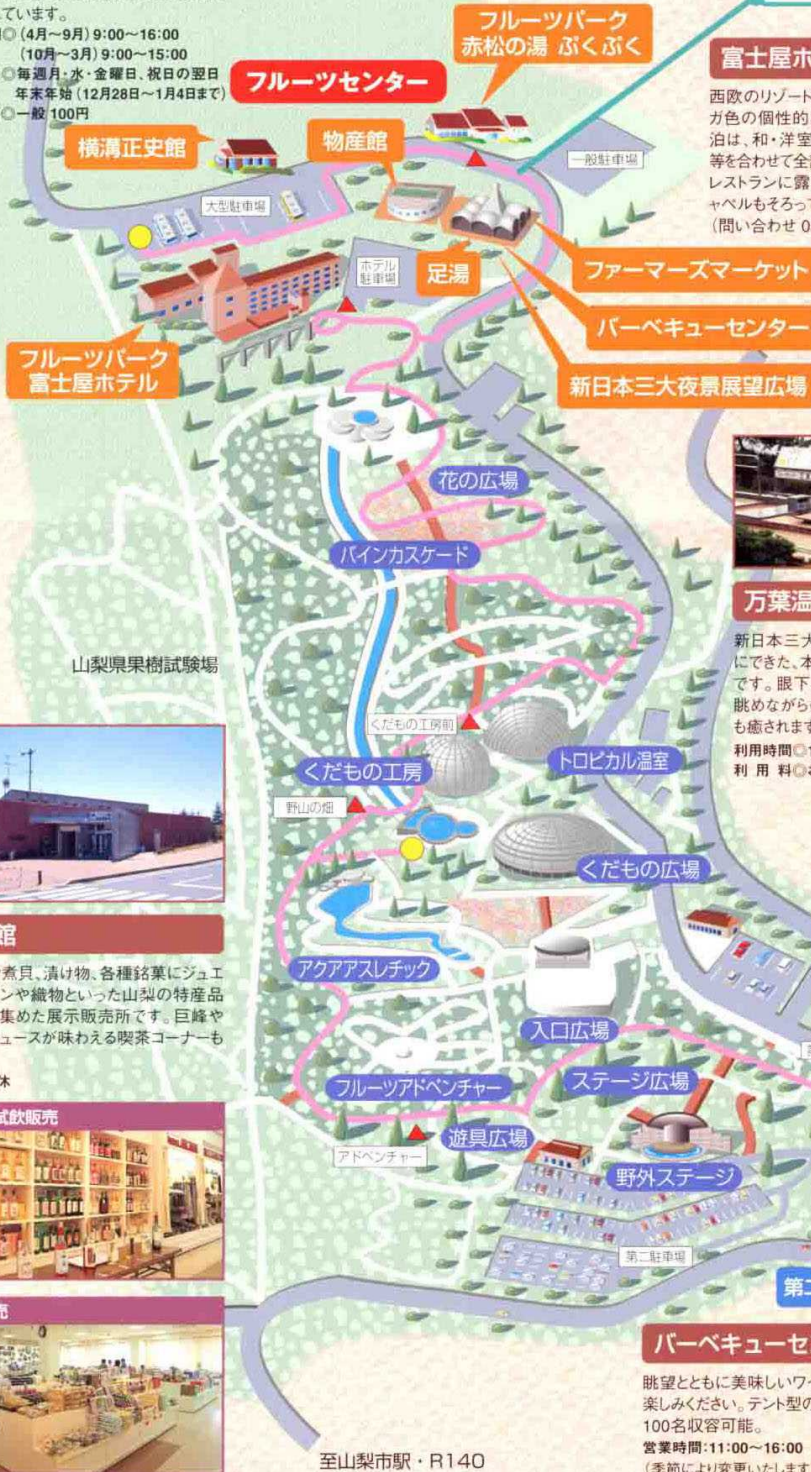 ています。
◎(4月〜9月)9:00〜16:00
(10月〜3月)9:00〜15:00
◎毎週月・水・金曜日、祝日の翌日
年末年始(12月28日〜1月4日まで)
◎一般 100円
フルーツセンター
フルーツパーク
赤松の湯 ぷくぷく
横溝正史館
物産館
一般駐車場
大型駐車場
ホテル
駐車場
足湯
ファーマーズマーケット
バーベキューセンター
新日本三大夜景展望広場
フルーツパーク
富士屋ホテル
富士屋ホ
西欧のリゾート
ガ色の個性的
泊は、和・洋室
等を合わせて全
レストランに露
ャペルもそろって
(問い合わせ 0
花の広場
パインカスケード
山梨県果樹試験場
くだもの工房前
くだもの工房
トロピカル温室
野山の畑
くだもの広場
万葉温
新日本三大
にできた、本
です。眼下
眺めながら
も癒されます
利用時間◎
利 用 料◎
館
煮貝、漬け物、各種銘菓にジュエ
ンや織物といった山梨の特産品
集めた展示販売所です。巨峰や
ュースが味わえる喫茶コーナーも
休
試飲販売
売
アクアアスレチック
入口広場
フルーツアドベンチャー
ステージ広場
アドベンチャー
遊具広場
野外ステージ
第二駐車場
第二
バーベキューセ
眺望とともに美味しいワ
楽しみください。テント型の
100名収容可能。
営業時間:11:00〜16:00
(季節により変更いたします
至山梨市駅・R140